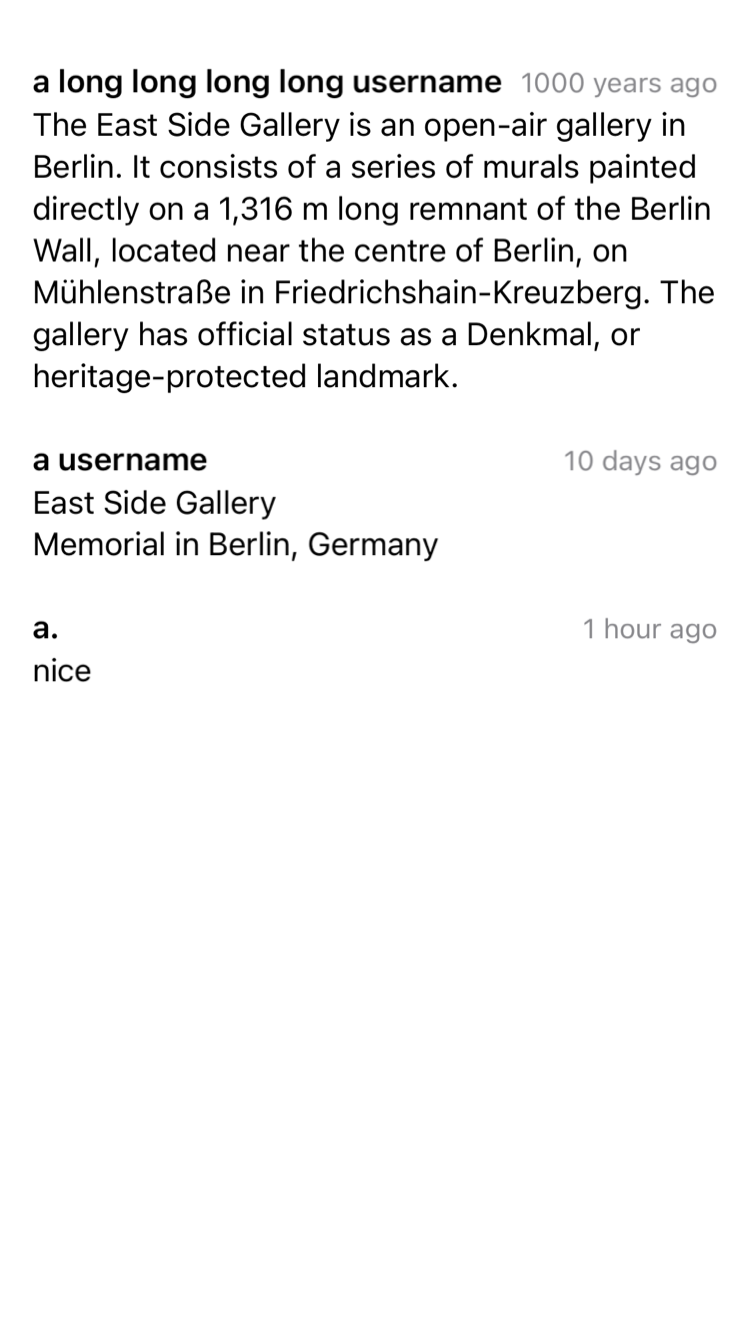 a long long long long username 1000 years ago
The East Side Gallery is an open-air gallery in
Berlin. It consists of a series of murals painted
directly on a 1,316 m long remnant of the Berlin
Wall, located near the centre of Berlin, on
Mühlenstraße in Friedrichshain-Kreuzberg. The
gallery has official status as a Denkmal, or
heritage-protected landmark.
a username 10 days ago
East Side Gallery
Memorial in Berlin, Germany
a. 1 hour ago
nice